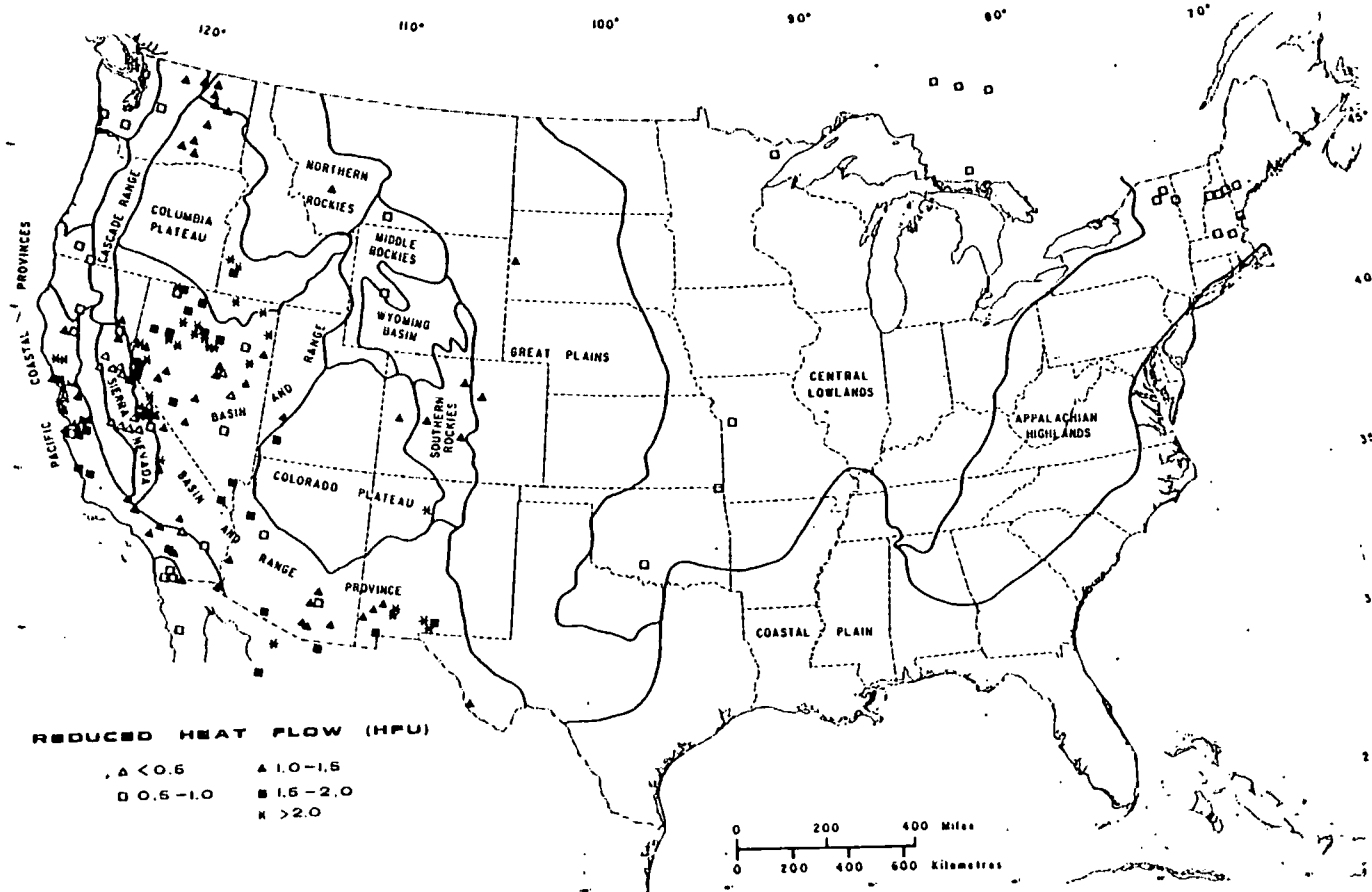 120°
110°
100°
90°
80°
70°
45°
40
35
3
2
NORTHERN
ROCKIES
CASCADE RANGE
COLUMBIA
PLATEAU
MIDDLE
ROCKIES
PACIFIC COASTAL PROVINCES
WYOMING
BASIN
GREAT PLAINS
CENTRAL
LOWLANDS
APPALACHIAN
HIGHLANDS
SIERRA
NEVADA
BASIN AND RANGE
SOUTHERN
ROCKIES
COLORADO PLATEAU
BASIN AND RANGE PROVINCE
COASTAL PLAIN
REDUCED HEAT FLOW (HFU)
△ <0.5 ▲ 1.0-1.5
□ 0.5-1.0 ■ 1.5-2.0
× >2.0
0 200 400 Miles
0 200 400 600 Kilometres